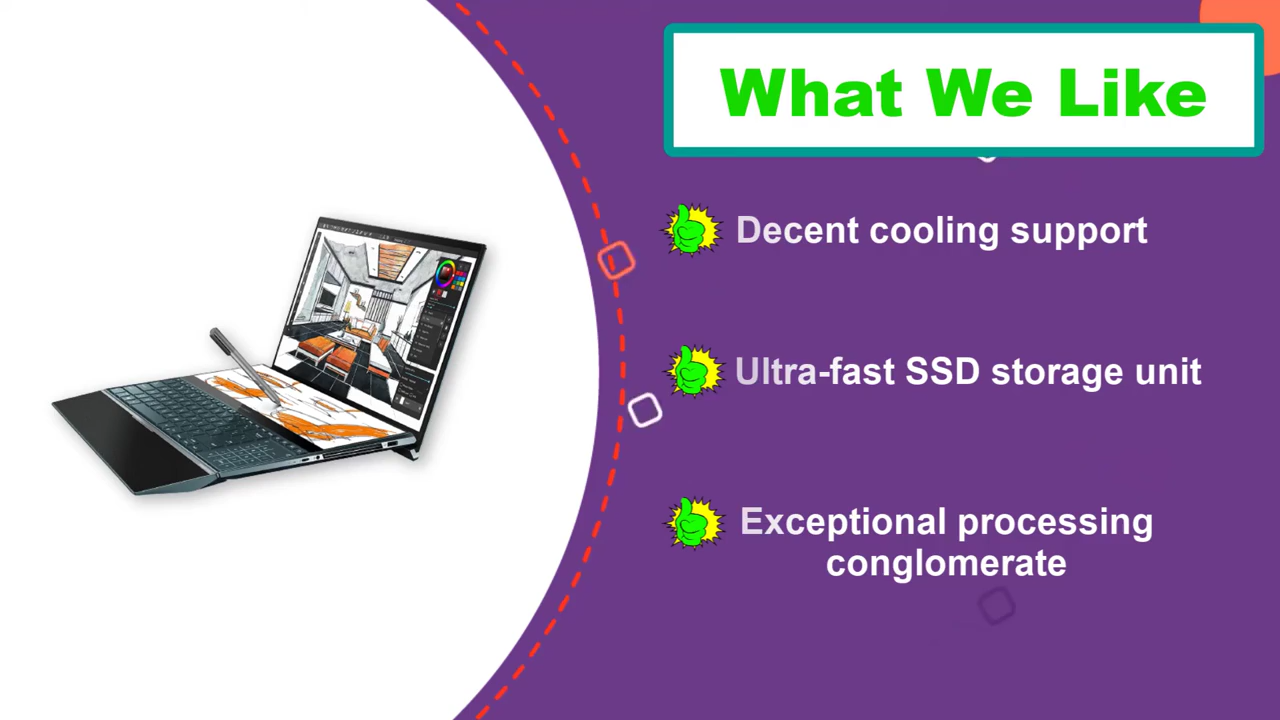 What We Like
Decent cooling support
Ultra-fast SSD storage unit
Exceptional processing
conglomerate